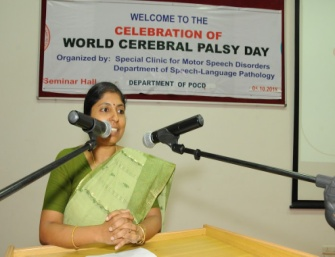 WELCOME TO THE
CELEBRATION OF
WORLD CEREBRAL PALSY DAY
Organized by: Special Clinic for Motor Speech Disorders
Department of Speech-Language Pathology
Seminar Hall
DEPARTMENT OF POCD